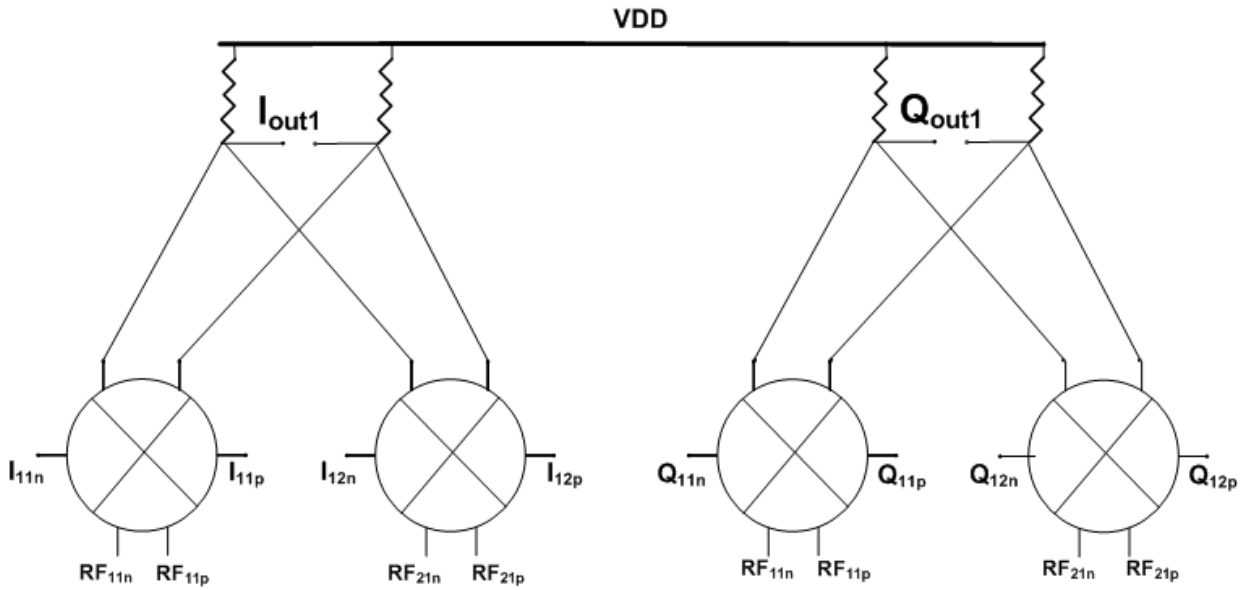 VDD
Iout1
Qout1
I11n
I11p
I12n
I12p
Q11n
Q11p
Q12n
Q12p
RF11n
RF11p
RF21n
RF21p
RF11n
RF11p
RF21n
RF21p